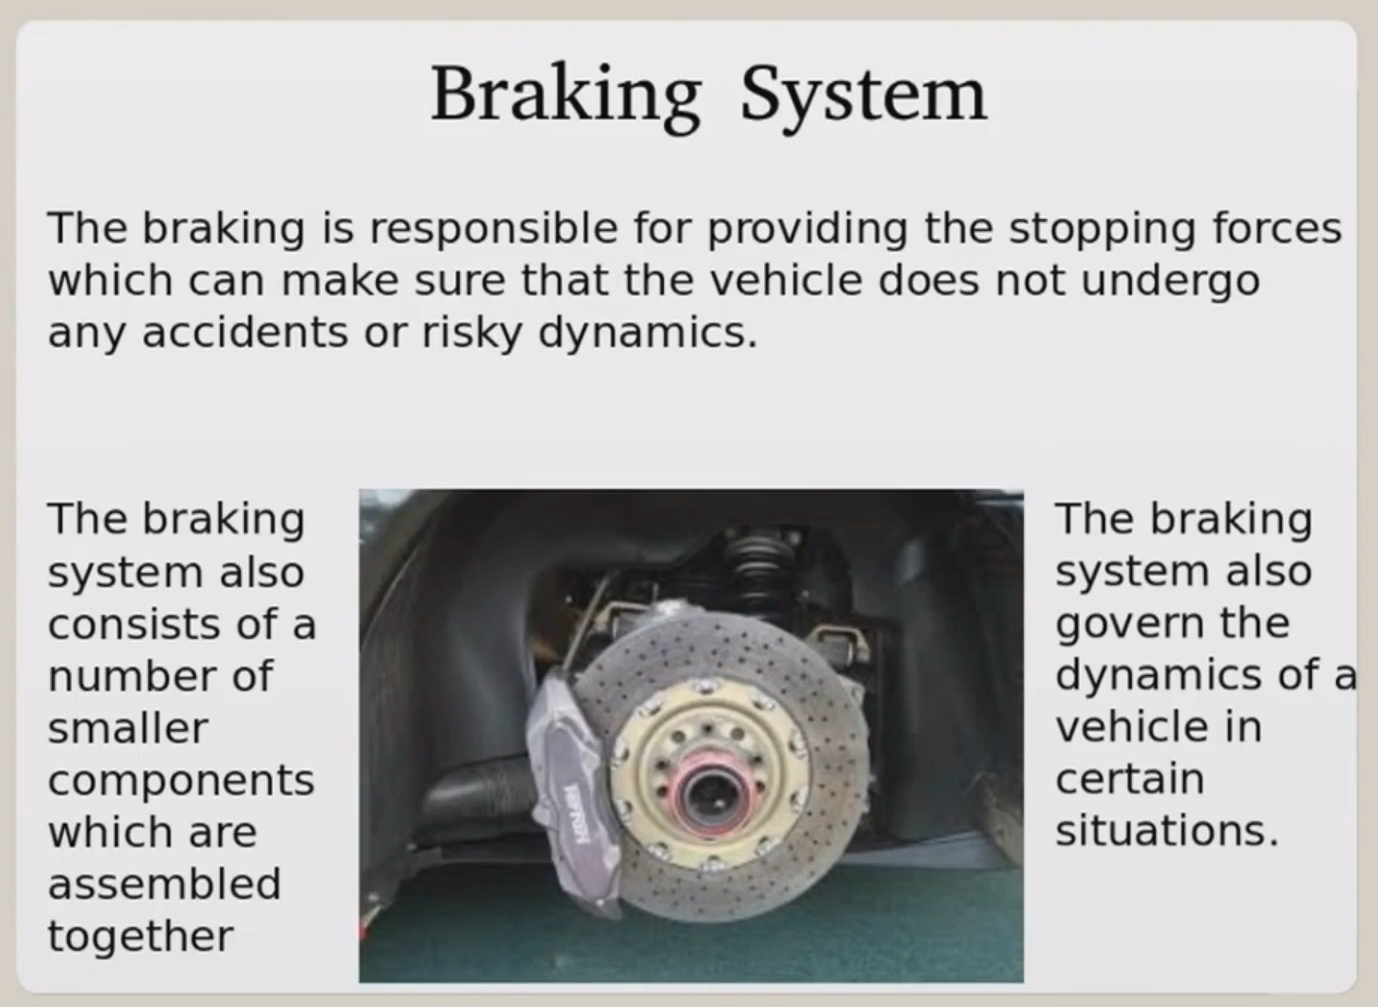 Braking System
The braking is responsible for providing the stopping forces
which can make sure that the vehicle does not undergo
any accidents or risky dynamics.
The braking
system also
consists of a
number of
smaller
components
which are
assembled
together
Ferrari
The braking
system also
govern the
dynamics of a
vehicle in
certain
situations.